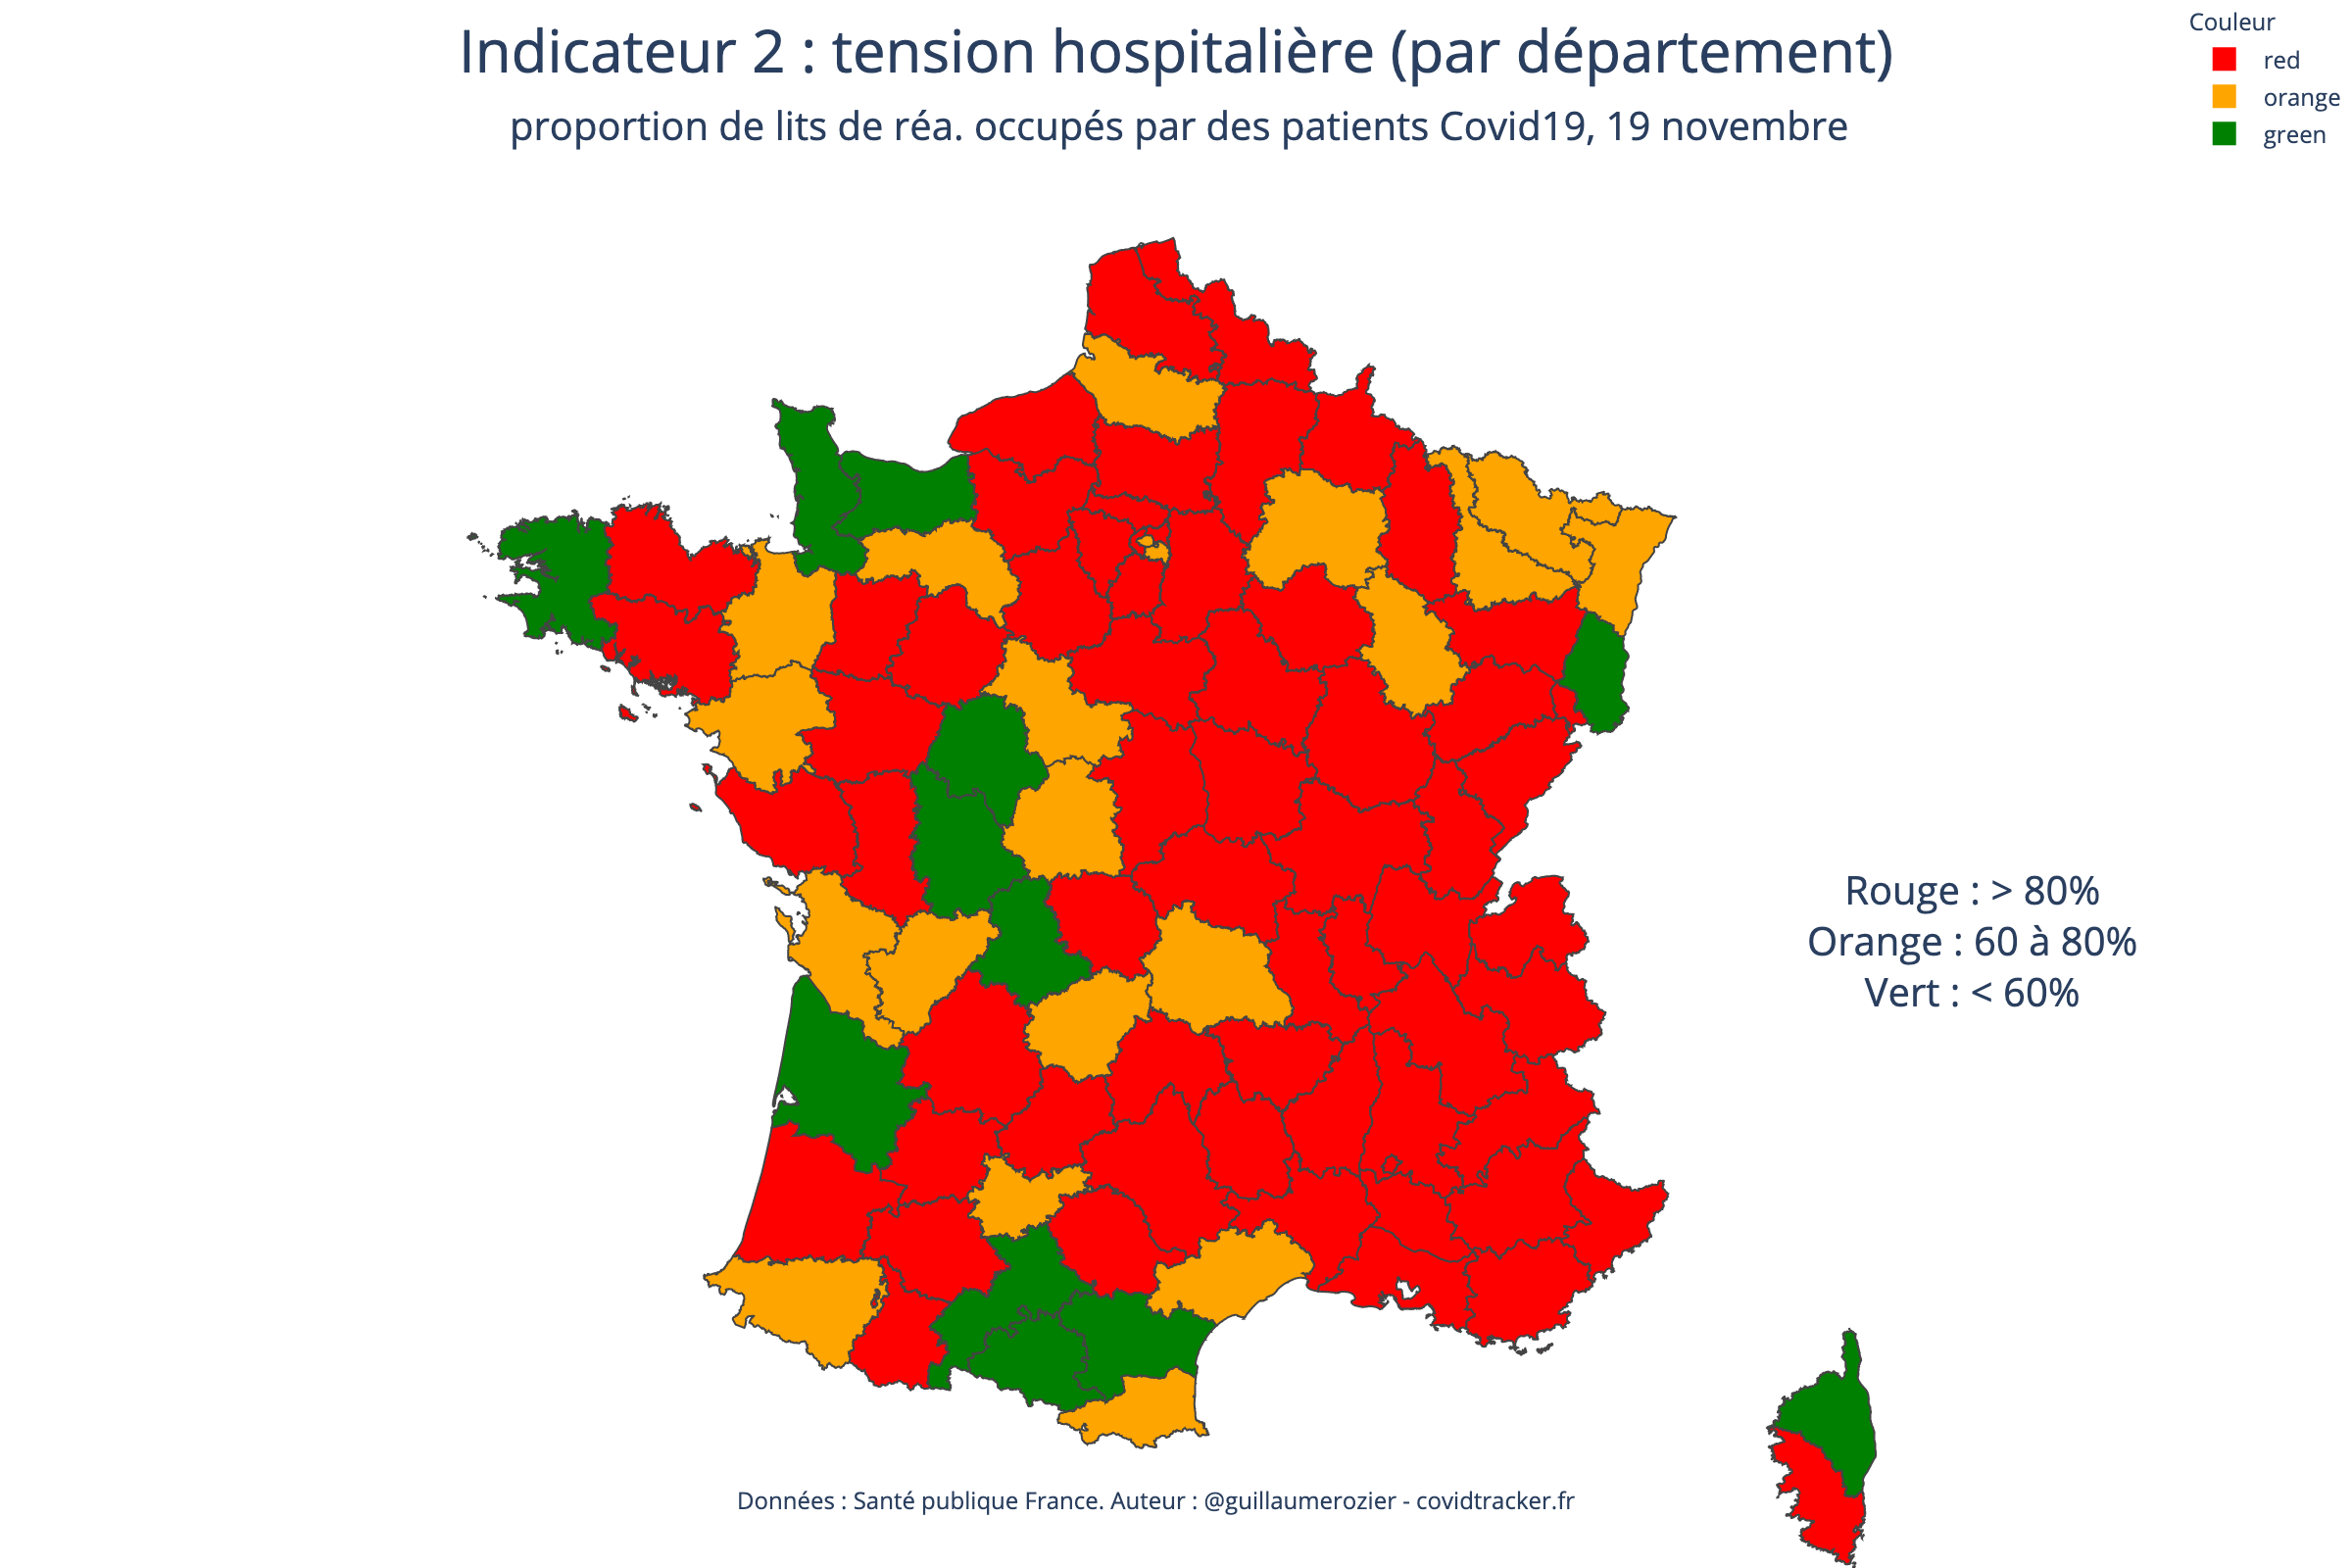 Indicateur 2 : tension hospitalière (par département)
proportion de lits de réa. occupés par des patients Covid19, 19 novembre
Couleur
red
orange
green
Rouge : > 80%
Orange : 60 à 80%
Vert : < 60%
Données : Santé publique France. Auteur : @guillaumerozier - covidtracker.fr